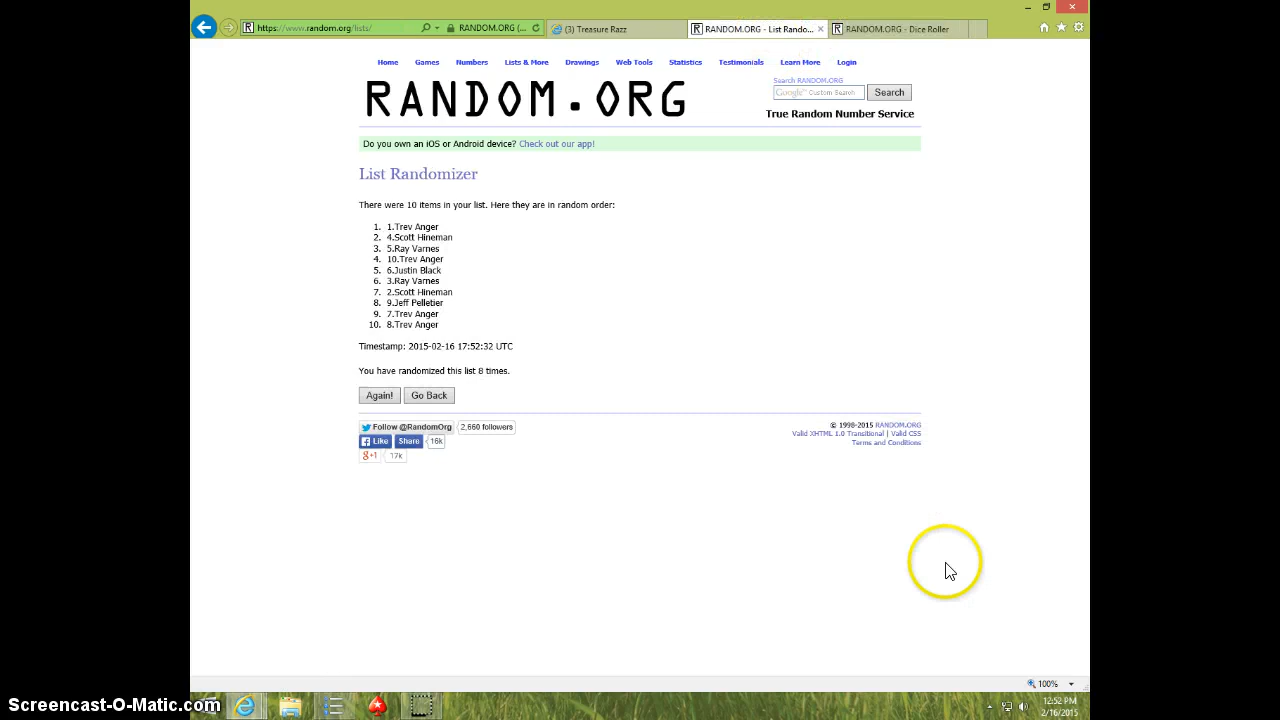 https://www.random.org/lists/
RANDOM.ORG (...
(3) Treasure Razz
RANDOM.ORG - List Rando...
RANDOM.ORG - Dice Roller
Home Games Numbers Lists & More Drawings Web Tools Statistics Testimonials Learn More Login
Search RANDOM.ORG
Google™ Custom Search
Search
RANDOM.ORG
True Random Number Service
Do you own an iOS or Android device? Check out our app!
List Randomizer
There were 10 items in your list. Here they are in random order:
1. 1.Trev Anger
2. 4.Scott Hineman
3. 5.Ray Varnes
4. 10.Trev Anger
5. 6.Justin Black
6. 3.Ray Varnes
7. 2.Scott Hineman
8. 9.Jeff Pelletier
9. 7.Trev Anger
10. 8.Trev Anger
Timestamp: 2015-02-16 17:52:32 UTC
You have randomized this list 8 times.
Again! Go Back
Follow @RandomOrg 2,660 followers
Like Share 16k
g+1 17k
© 1998-2015 RANDOM.ORG
Valid XHTML 1.0 Transitional | Valid CSS
Terms and Conditions
100%
12:52 PM
2/16/2015
Screencast-O-Matic.com